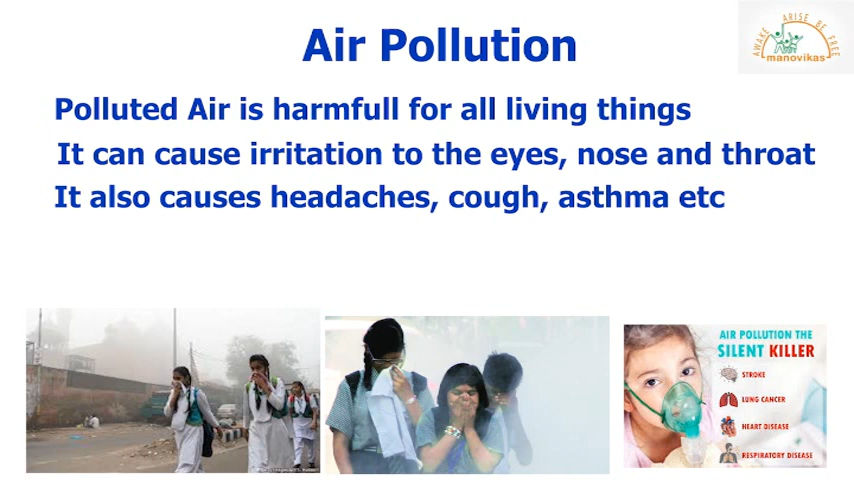 Air Pollution
AWAKE ARISE BE FREE
manovikas
Polluted Air is harmfull for all living things
It can cause irritation to the eyes, nose and throat
It also causes headaches, cough, asthma etc
AIR POLLUTION THE
SILENT KILLER
STROKE
LUNG CANCER
HEART DISEASE
RESPIRATORY DISEASE